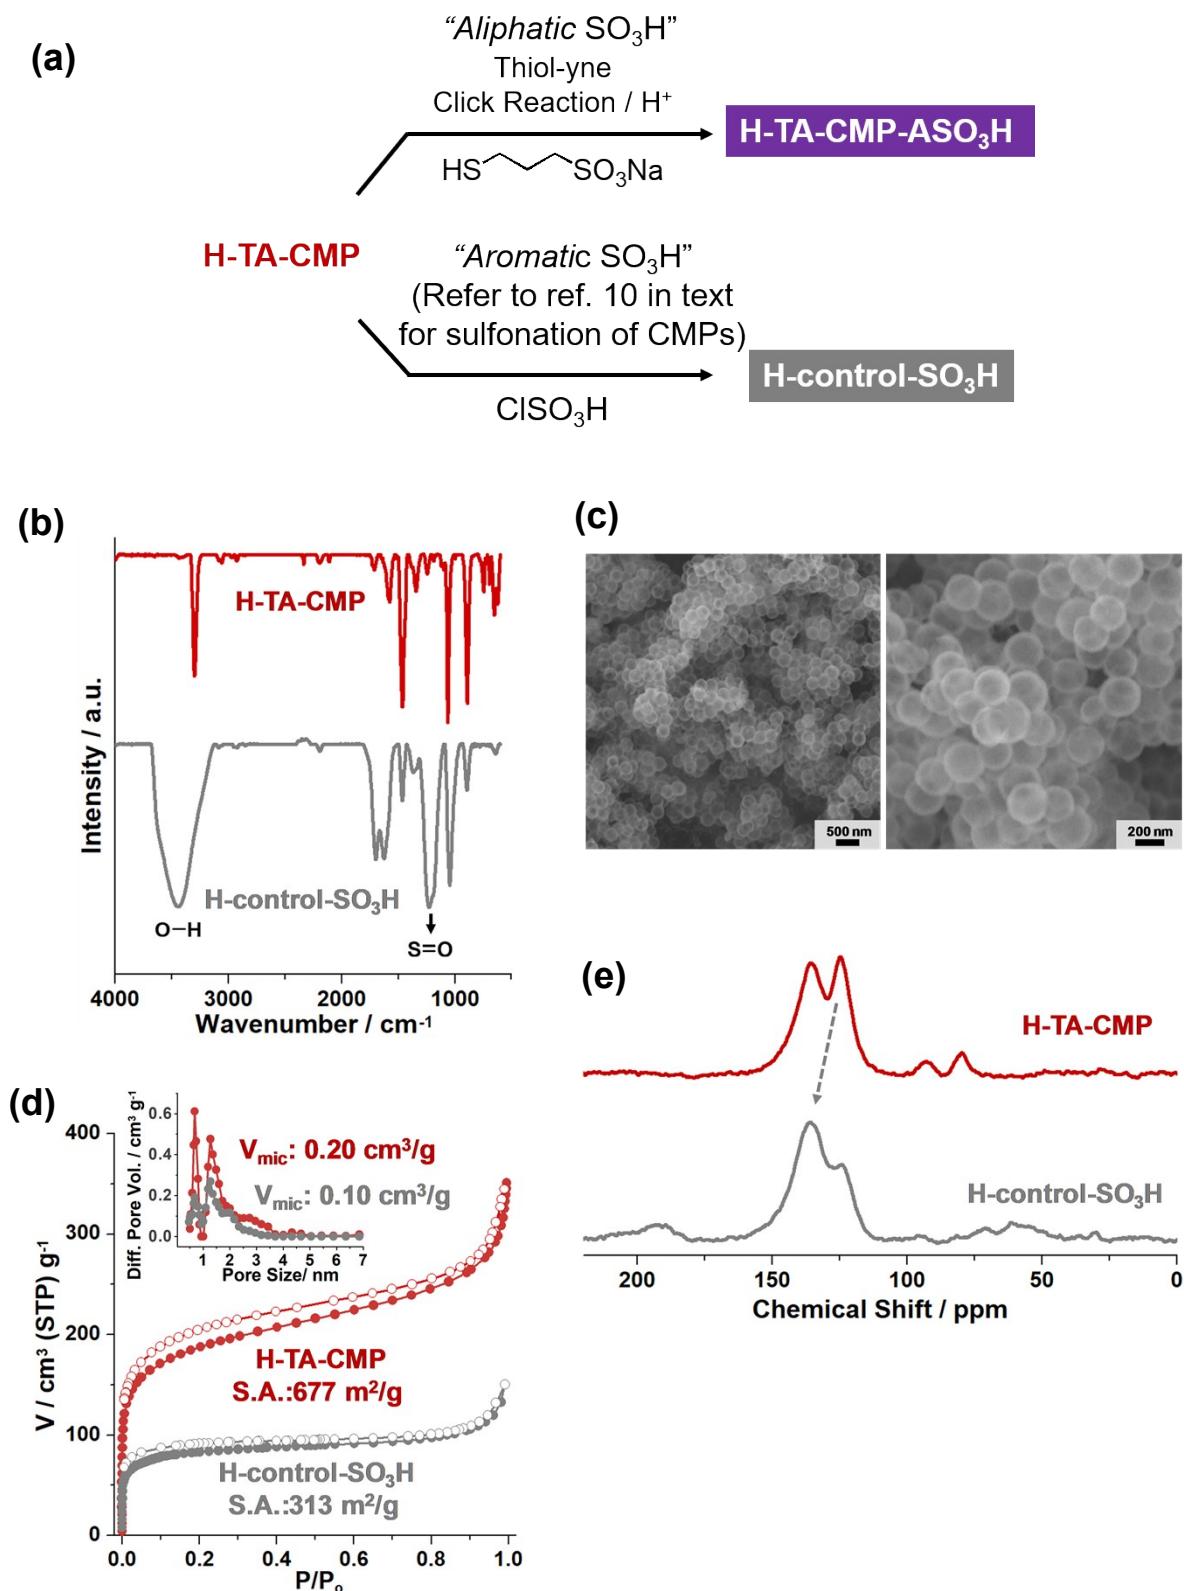 (a)
“Aliphatic SO3H”
Thiol-yne
Click Reaction / H+
HS SO3Na
H-TA-CMP-ASO3H
H-TA-CMP
“Aromatic SO3H”
(Refer to ref. 10 in text
for sulfonation of CMPs)
ClSO3H
H-control-SO3H
(b)
Intensity / a.u.
H-TA-CMP
H-control-SO3H
O−H
S=O
4000 3000 2000 1000
Wavenumber / cm-1
(c)
500 nm
200 nm
(d)
V / cm3 (STP) g-1
400
300
200
100
0
0.0 0.2 0.4 0.6 0.8 1.0
P/Po
Diff. Pore Vol. / cm3 g-1
0.6
0.4
0.2
0.0
1 2 3 4 5 6 7
Pore Size/ nm
Vmic: 0.20 cm3/g
Vmic: 0.10 cm3/g
H-TA-CMP
S.A.:677 m2/g
H-control-SO3H
S.A.:313 m2/g
(e)
H-TA-CMP
H-control-SO3H
200 150 100 50 0
Chemical Shift / ppm